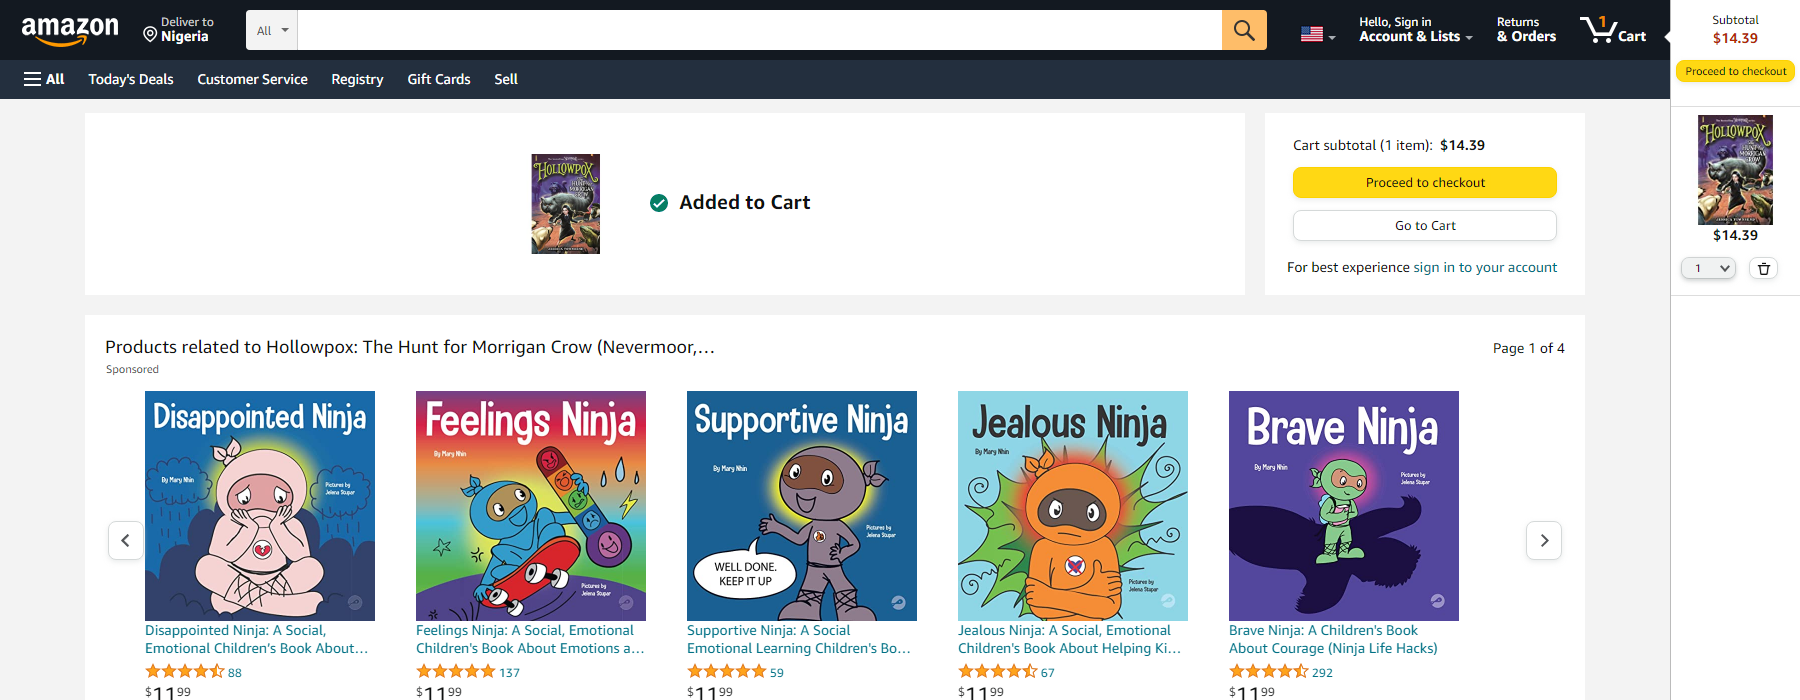 amazon
Deliver to
Nigeria
All
Hello, Sign in
Account & Lists
Returns
& Orders
1
Cart
Subtotal
$14.39
Proceed to checkout
All
Today's Deals
Customer Service
Registry
Gift Cards
Sell
HOLLOWPOX
Added to Cart
Cart subtotal (1 item): $14.39
Proceed to checkout
Go to Cart
For best experience sign in to your account
HOLLOWPOX
THE HUNT FOR
MORRIGAN
CROW
$14.39
1
Products related to Hollowpox: The Hunt for Morrigan Crow (Nevermoor,…
Page 1 of 4
Sponsored
Disappointed Ninja
By Mary Nhin
Pictures by
Jelena Stupar
Feelings Ninja
By Mary Nhin
Pictures by
Jelena Stupar
Supportive Ninja
By Mary Nhin
Pictures by
Jelena Stupar
WELL DONE.
KEEP IT UP
Jealous Ninja
By Mary Nhin
Pictures by
Jelena Stupar
Brave Ninja
By Mary Nhin
Pictures by
Jelena Stupar
Disappointed Ninja: A Social,
Emotional Children's Book About…
88
$11.99
Feelings Ninja: A Social, Emotional
Children's Book About Emotions a…
137
$11.99
Supportive Ninja: A Social
Emotional Learning Children's Bo…
59
$11.99
Jealous Ninja: A Social, Emotional
Children's Book About Helping Ki…
67
$11.99
Brave Ninja: A Children's Book
About Courage (Ninja Life Hacks)
292
$11.99